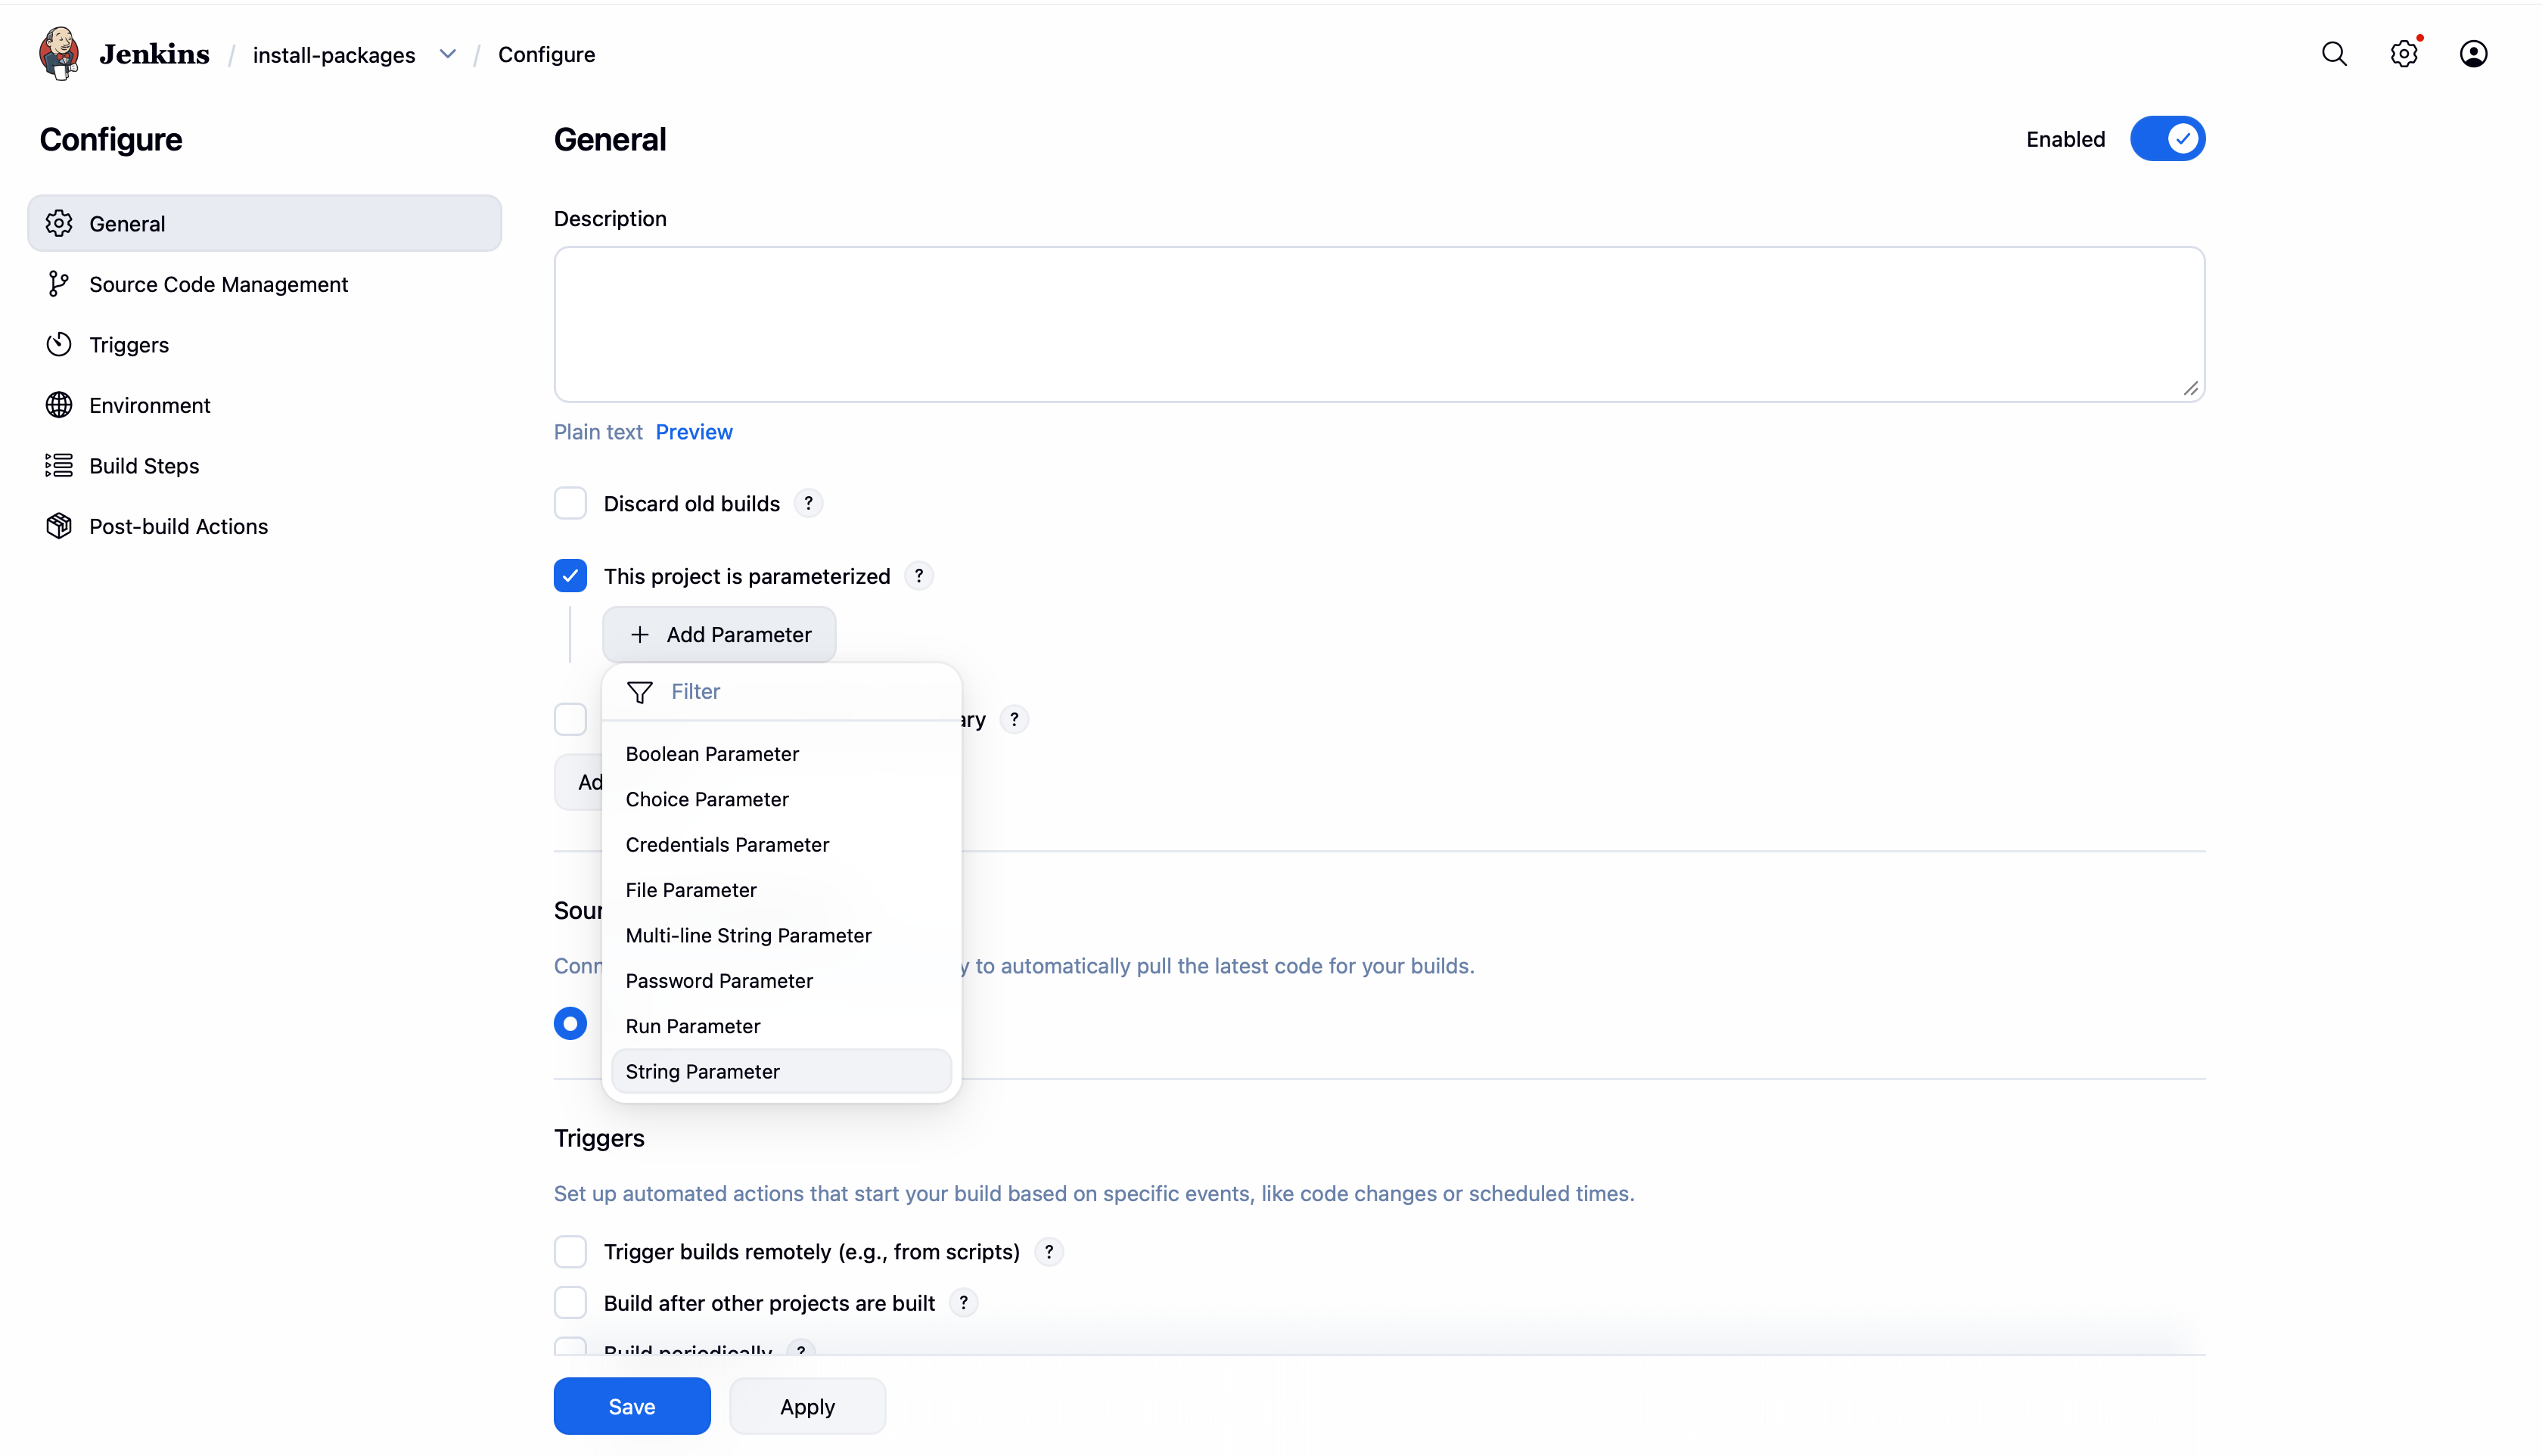 Jenkins / install-packages / Configure
Configure
General
Source Code Management
Triggers
Environment
Build Steps
Post-build Actions
General
Enabled
Description
Plain text Preview
Discard old builds ?
This project is parameterized ?
+ Add Parameter
Filter
Boolean Parameter
Choice Parameter
Credentials Parameter
File Parameter
Multi-line String Parameter
Password Parameter
Run Parameter
String Parameter
?
to automatically pull the latest code for your builds.
Triggers
Set up automated actions that start your build based on specific events, like code changes or scheduled times.
Trigger builds remotely (e.g., from scripts) ?
Build after other projects are built ?
Build periodically ?
Save
Apply